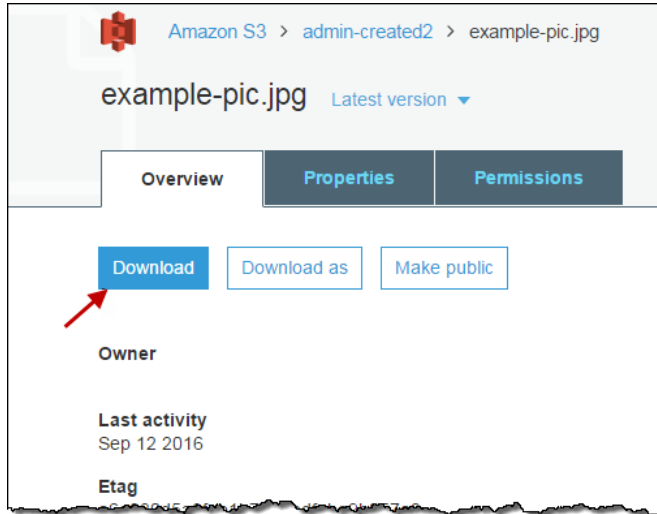 Amazon S3 > admin-created2 > example-pic.jpg
example-pic.jpg Latest version
Overview Properties Permissions
Download Download as Make public
Owner
Last activity
Sep 12 2016
Etag